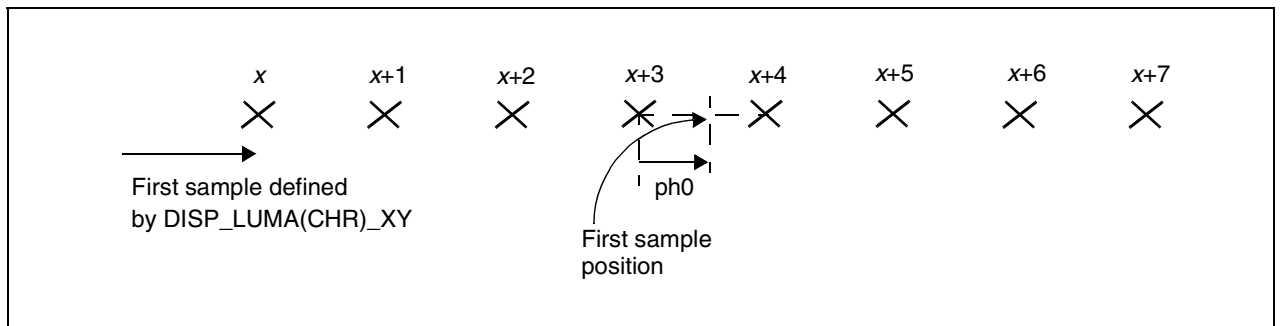 x x+1 x+2 x+3 x+4 x+5 x+6 x+7
First sample defined
by DISP_LUMA(CHR)_XY
ph0
First sample
position